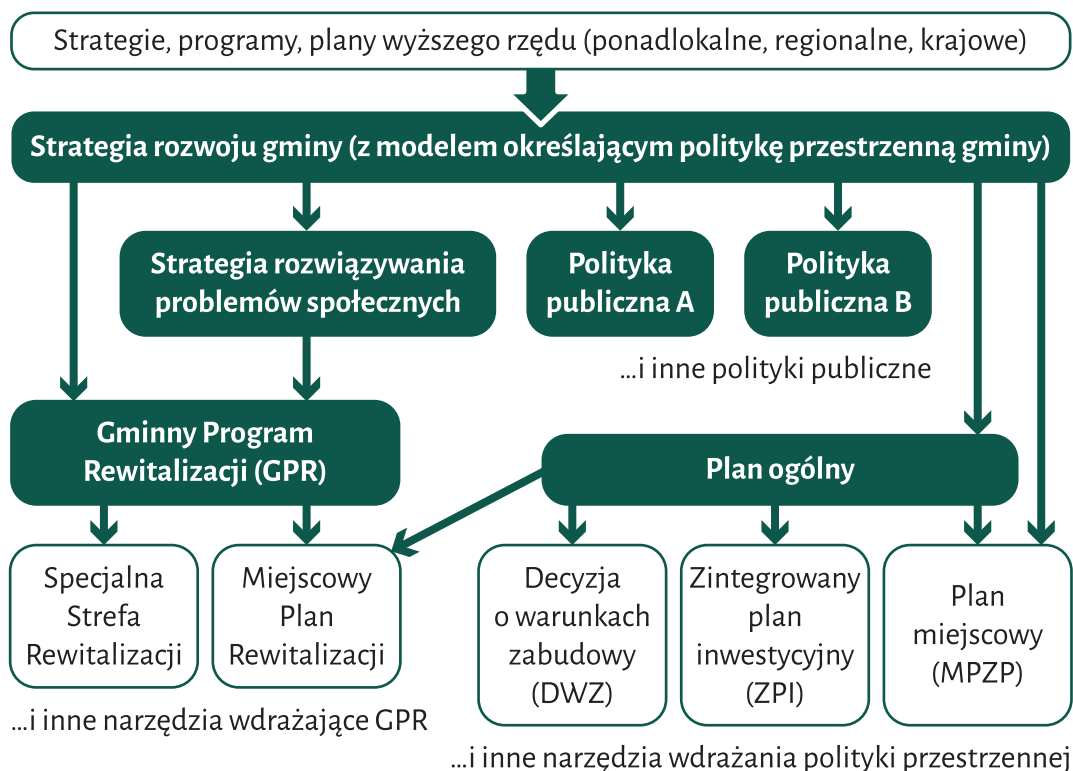 Strategie, programy, plany wyższego rzędu (ponadlokalne, regionalne, krajowe)
Strategia rozwoju gminy (z modelem określającym politykę przestrzenną gminy)
Strategia rozwiązywania
problemów społecznych
Polityka
publiczna A
Polityka
publiczna B
...i inne polityki publiczne
Gminny Program
Rewitalizacji (GPR)
Plan ogólny
Specjalna
Strefa
Rewitalizacji
Miejscowy
Plan
Rewitalizacji
Decyzja
o warunkach
zabudowy
(DWZ)
Zintegrowany
plan
inwestycyjny
(ZPI)
Plan
miejscowy
(MPZP)
...i inne narzędzia wdrażające GPR
...i inne narzędzia wdrażania polityki przestrzennej